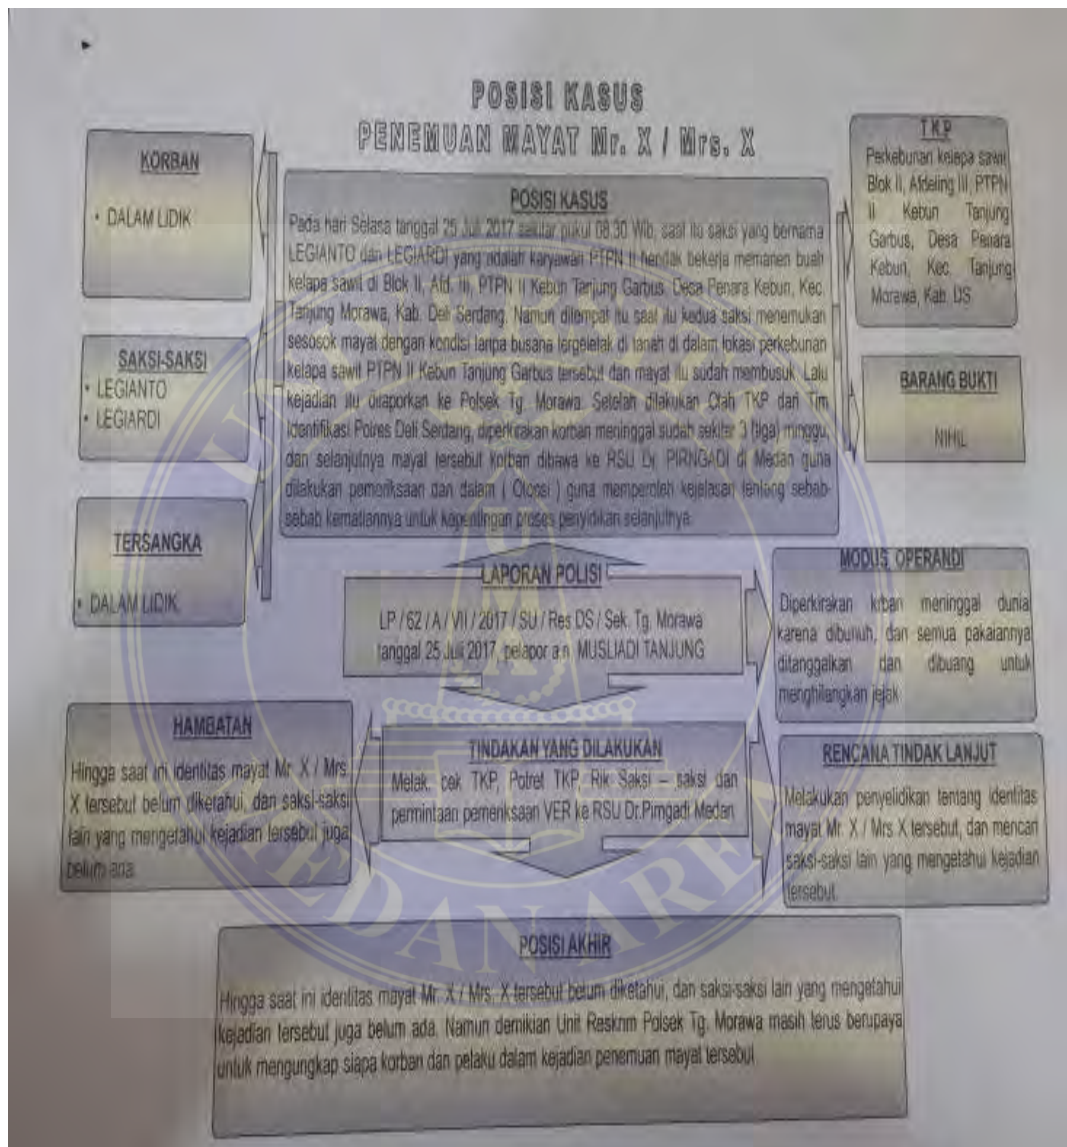 POSISI KASUS
PENEMUAN MAYAT Mr. X / Mrs. X
KORBAN
• DALAM LIDIK
SAKSI-SAKSI
• LEGIANTO
• LEGIARDI
TERSANGKA
• DALAM LIDIK
POSISI KASUS
Pada hari Selasa tanggal 25 Juli 2017 sekitar pukul 08.30 Wib, saat itu saksi yang bernama
LEGIANTO dan LEGIARDI yang adalah karyawan PTPN II hendak bekerja memanen buah
kelapa sawit di Blok II, Afd. III, PTPN II Kebun Tanjung Garbus, Desa Penara Kebun, Kec.
Tanjung Morawa, Kab. Deli Serdang. Namun ditempat itu saat itu kedua saksi menemukan
sesosok mayat dengan kondisi tanpa busana tergeletak di tanah di dalam lokasi perkebunan
kelapa sawit PTPN II Kebun Tanjung Garbus tersebut dan mayat itu sudah membusuk. Lalu
kejadian itu dilaporkan ke Polsek Tg. Morawa. Setelah dilakukan Olah TKP dari Tim
Identifikasi Polres Deli Serdang, diperkirakan korban meninggal sudah sekitar 3 (tiga) minggu,
dan selanjutnya mayat tersebut korban dibawa ke RSU Dr. PIRNGADI di Medan guna
dilakukan pemeriksaan dan dalam ( Otopsi ) guna memperoleh kejelasan tentang sebab-
sebab kematiannya untuk kepentingan proses penyidikan selanjutnya.
T K P
Perkebunan kelapa sawit
Blok II, Afdeling III, PTPN
II Kebun Tanjung
Garbus, Desa Penara
Kebun, Kec. Tanjung
Morawa, Kab. DS
BARANG BUKTI
NIHIL
LAPORAN POLISI
LP / 62 / A / VII / 2017 / SU / Res DS / Sek. Tg. Morawa
tanggal 25 Juli 2017, pelapor a.n. MUSLIADI TANJUNG
MODUS OPERANDI
Diperkirakan krban meninggal dunia
karena dibunuh, dan semua pakaiannya
ditanggalkan dan dibuang untuk
menghilangkan jejak
HAMBATAN
Hingga saat ini identitas mayat Mr. X / Mrs.
X tersebut belum diketahui, dan saksi-saksi
lain yang mengetahui kejadian tersebut juga
belum ada.
TINDAKAN YANG DILAKUKAN
Melak. cek TKP, Potret TKP, Rik Saksi – saksi dan
permintaan pemeriksaan VER ke RSU Dr.Pirngadi Medan
RENCANA TINDAK LANJUT
Melakukan penyelidikan tentang identitas
mayat Mr. X / Mrs X tersebut, dan mencari
saksi-saksi lain yang mengetahui kejadian
tersebut.
POSISI AKHIR
Hingga saat ini identitas mayat Mr. X / Mrs. X tersebut belum diketahui, dan saksi-saksi lain yang mengetahui
kejadian tersebut juga belum ada. Namun demikian Unit Reskrim Polsek Tg. Morawa masih terus berupaya
untuk mengungkap siapa korban dan pelaku dalam kejadian penemuan mayat tersebut
UNIVERSITAS
MEDAN AREA